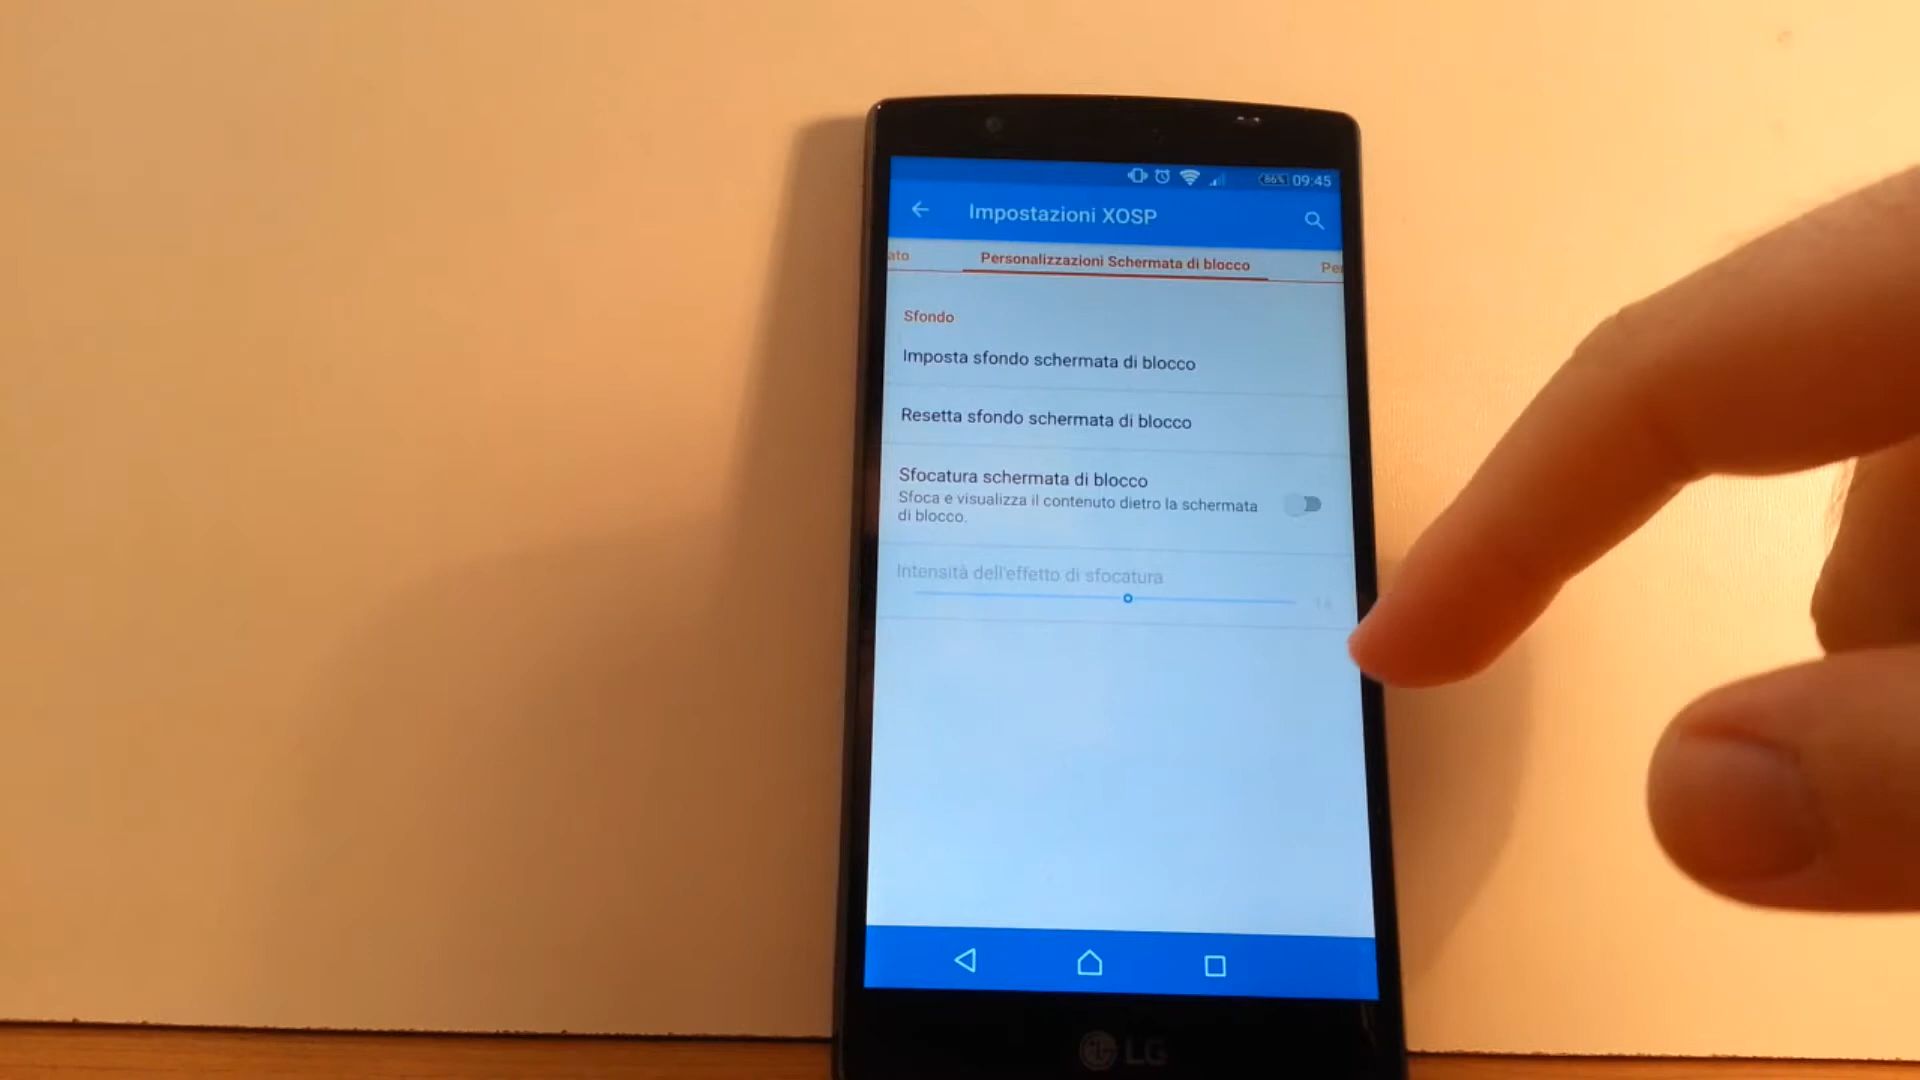 86% 09:45
Impostazioni XOSP
ato Personalizzazioni Schermata di blocco Per
Sfondo
Imposta sfondo schermata di blocco
Resetta sfondo schermata di blocco
Sfocatura schermata di blocco
Sfoca e visualizza il contenuto dietro la schermata
di blocco.
Intensità dell'effetto di sfocatura
LG